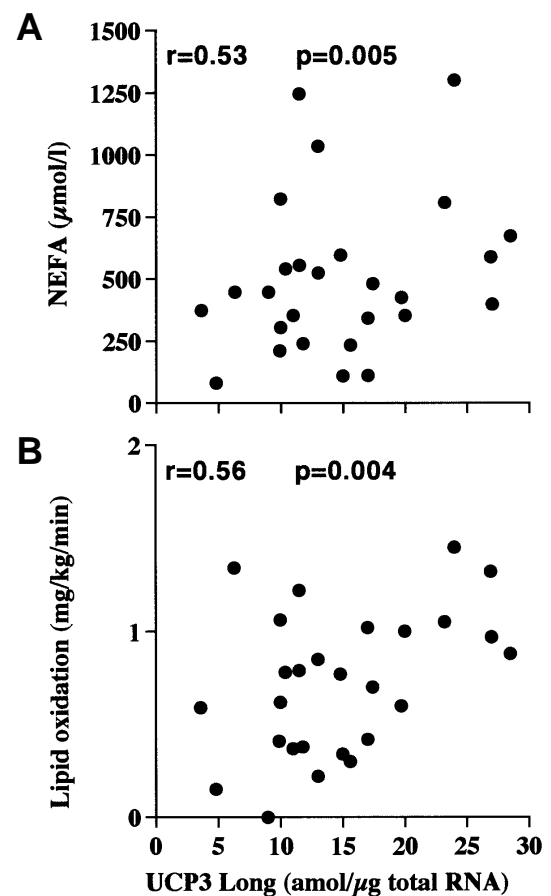 A
1500
r=0.53 p=0.005
1250
1000
750
500
250
0
NEFA (µmol/l)
B
2
r=0.56 p=0.004
1
0
Lipid oxidation (mg/kg/min)
0 5 10 15 20 25 30
UCP3 Long (amol/µg total RNA)